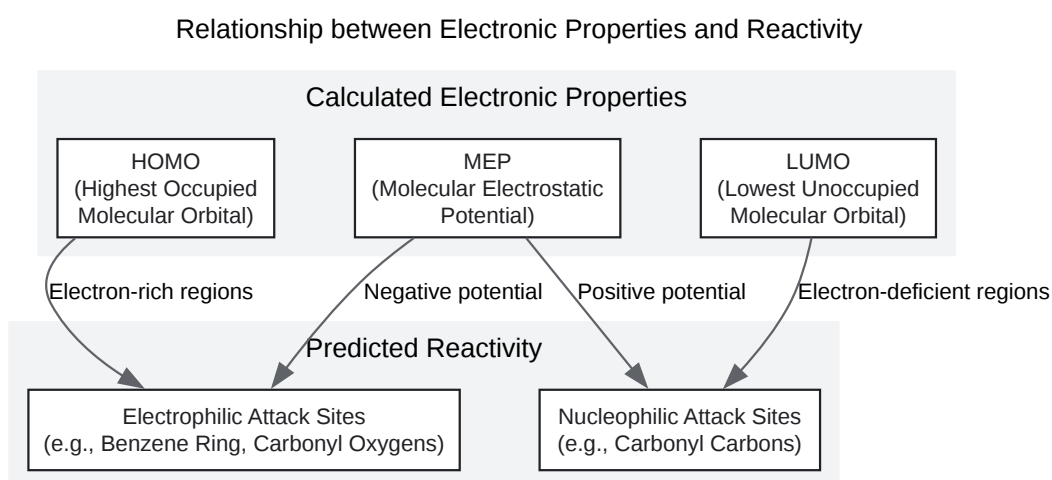 Relationship between Electronic Properties and Reactivity
Calculated Electronic Properties
HOMO
(Highest Occupied
Molecular Orbital)
MEP
(Molecular Electrostatic
Potential)
LUMO
(Lowest Unoccupied
Molecular Orbital)
Electron-rich regions
Negative potential
Positive potential
Electron-deficient regions
Predicted Reactivity
Electrophilic Attack Sites
(e.g., Benzene Ring, Carbonyl Oxygens)
Nucleophilic Attack Sites
(e.g., Carbonyl Carbons)